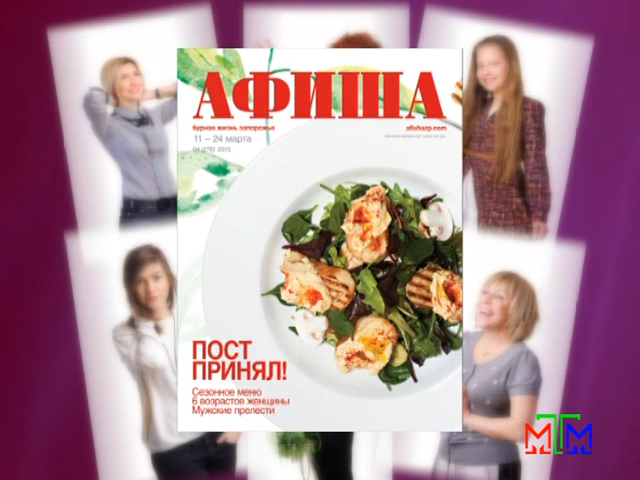 АФИША
бурная жизнь запорожья
afishazp.com
11 – 24 марта
ПОСТ
ПРИНЯЛ!
Сезонное меню
6 возрастов женщины
Мужские прелести
МТМ